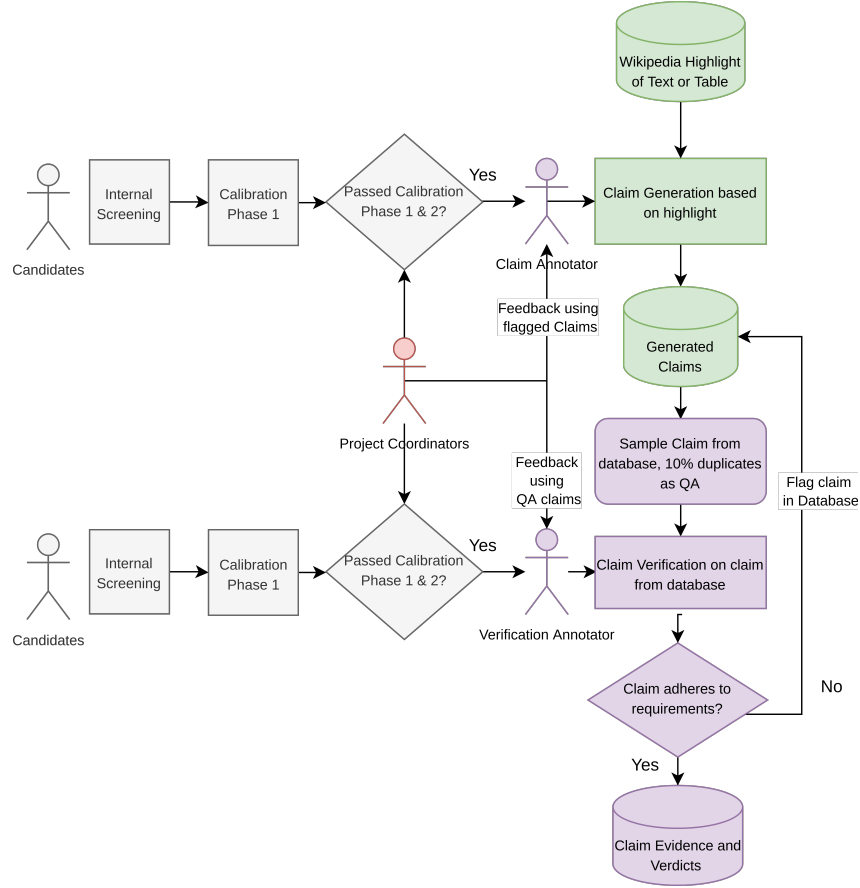 Wikipedia Highlight
of Text or Table
Internal
Screening
Calibration
Phase 1
Passed Calibration
Phase 1 & 2?
Yes
Claim Generation based
on highlight
Candidates
Claim Annotator
Feedback using
flagged Claims
Generated
Claims
Project Coordinators
Sample Claim from
database, 10% duplicates
as QA
Feedback
using
QA claims
Flag claim
in Database
Internal
Screening
Calibration
Phase 1
Passed Calibration
Phase 1 & 2?
Yes
Claim Verification on claim
from database
Candidates
Verification Annotator
Claim adheres to
requirements?
No
Yes
Claim Evidence and
Verdicts